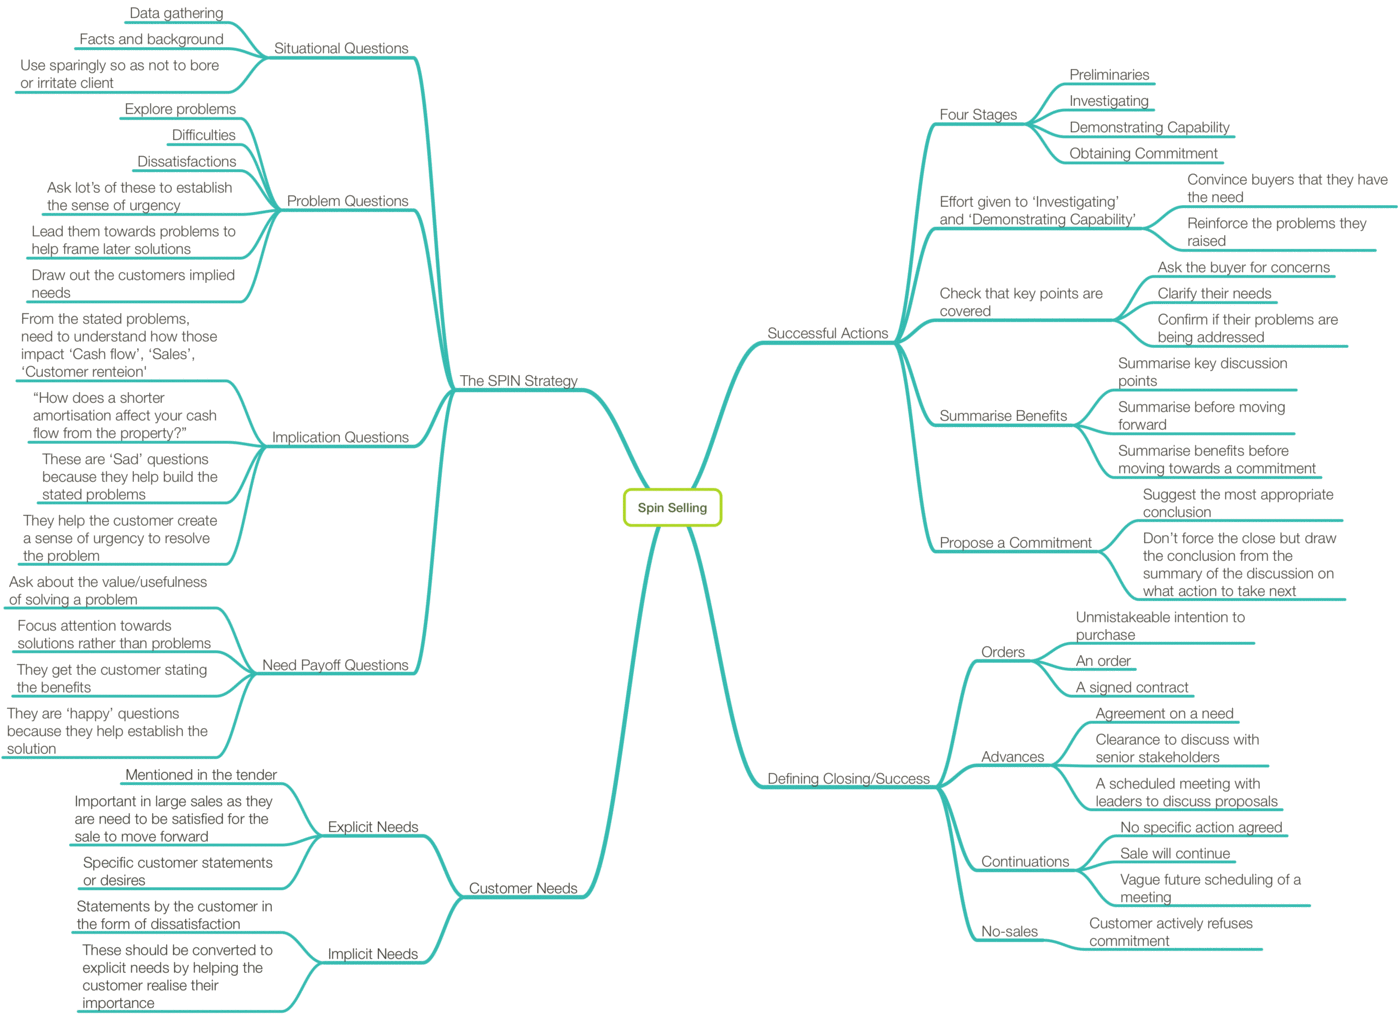 Data gathering
Facts and background
Use sparingly so as not to bore
or irritate client
Situational Questions
Explore problems
Difficulties
Dissatisfactions
Ask lot's of these to establish
the sense of urgency
Lead them towards problems to
help frame later solutions
Draw out the customers implied
needs
Problem Questions
From the stated problems,
need to understand how those
impact ‘Cash flow’, ‘Sales’,
‘Customer renteion'
“How does a shorter
amortisation affect your cash
flow from the property?”
These are ‘Sad’ questions
because they help build the
stated problems
They help the customer create
a sense of urgency to resolve
the problem
Implication Questions
Ask about the value/usefulness
of solving a problem
Focus attention towards
solutions rather than problems
They get the customer stating
the benefits
They are ‘happy’ questions
because they help establish the
solution
Need Payoff Questions
The SPIN Strategy
Mentioned in the tender
Important in large sales as they
are need to be satisfied for the
sale to move forward
Specific customer statements
or desires
Explicit Needs
Statements by the customer in
the form of dissatisfaction
These should be converted to
explicit needs by helping the
customer realise their
importance
Implicit Needs
Customer Needs
Spin Selling
Successful Actions
Four Stages
Preliminaries
Investigating
Demonstrating Capability
Obtaining Commitment
Effort given to ‘Investigating’
and ‘Demonstrating Capability’
Convince buyers that they have
the need
Reinforce the problems they
raised
Check that key points are
covered
Ask the buyer for concerns
Clarify their needs
Confirm if their problems are
being addressed
Summarise Benefits
Summarise key discussion
points
Summarise before moving
forward
Summarise benefits before
moving towards a commitment
Propose a Commitment
Suggest the most appropriate
conclusion
Don’t force the close but draw
the conclusion from the
summary of the discussion on
what action to take next
Defining Closing/Success
Orders
Unmistakeable intention to
purchase
An order
A signed contract
Advances
Agreement on a need
Clearance to discuss with
senior stakeholders
A scheduled meeting with
leaders to discuss proposals
Continuations
No specific action agreed
Sale will continue
Vague future scheduling of a
meeting
No-sales
Customer actively refuses
commitment